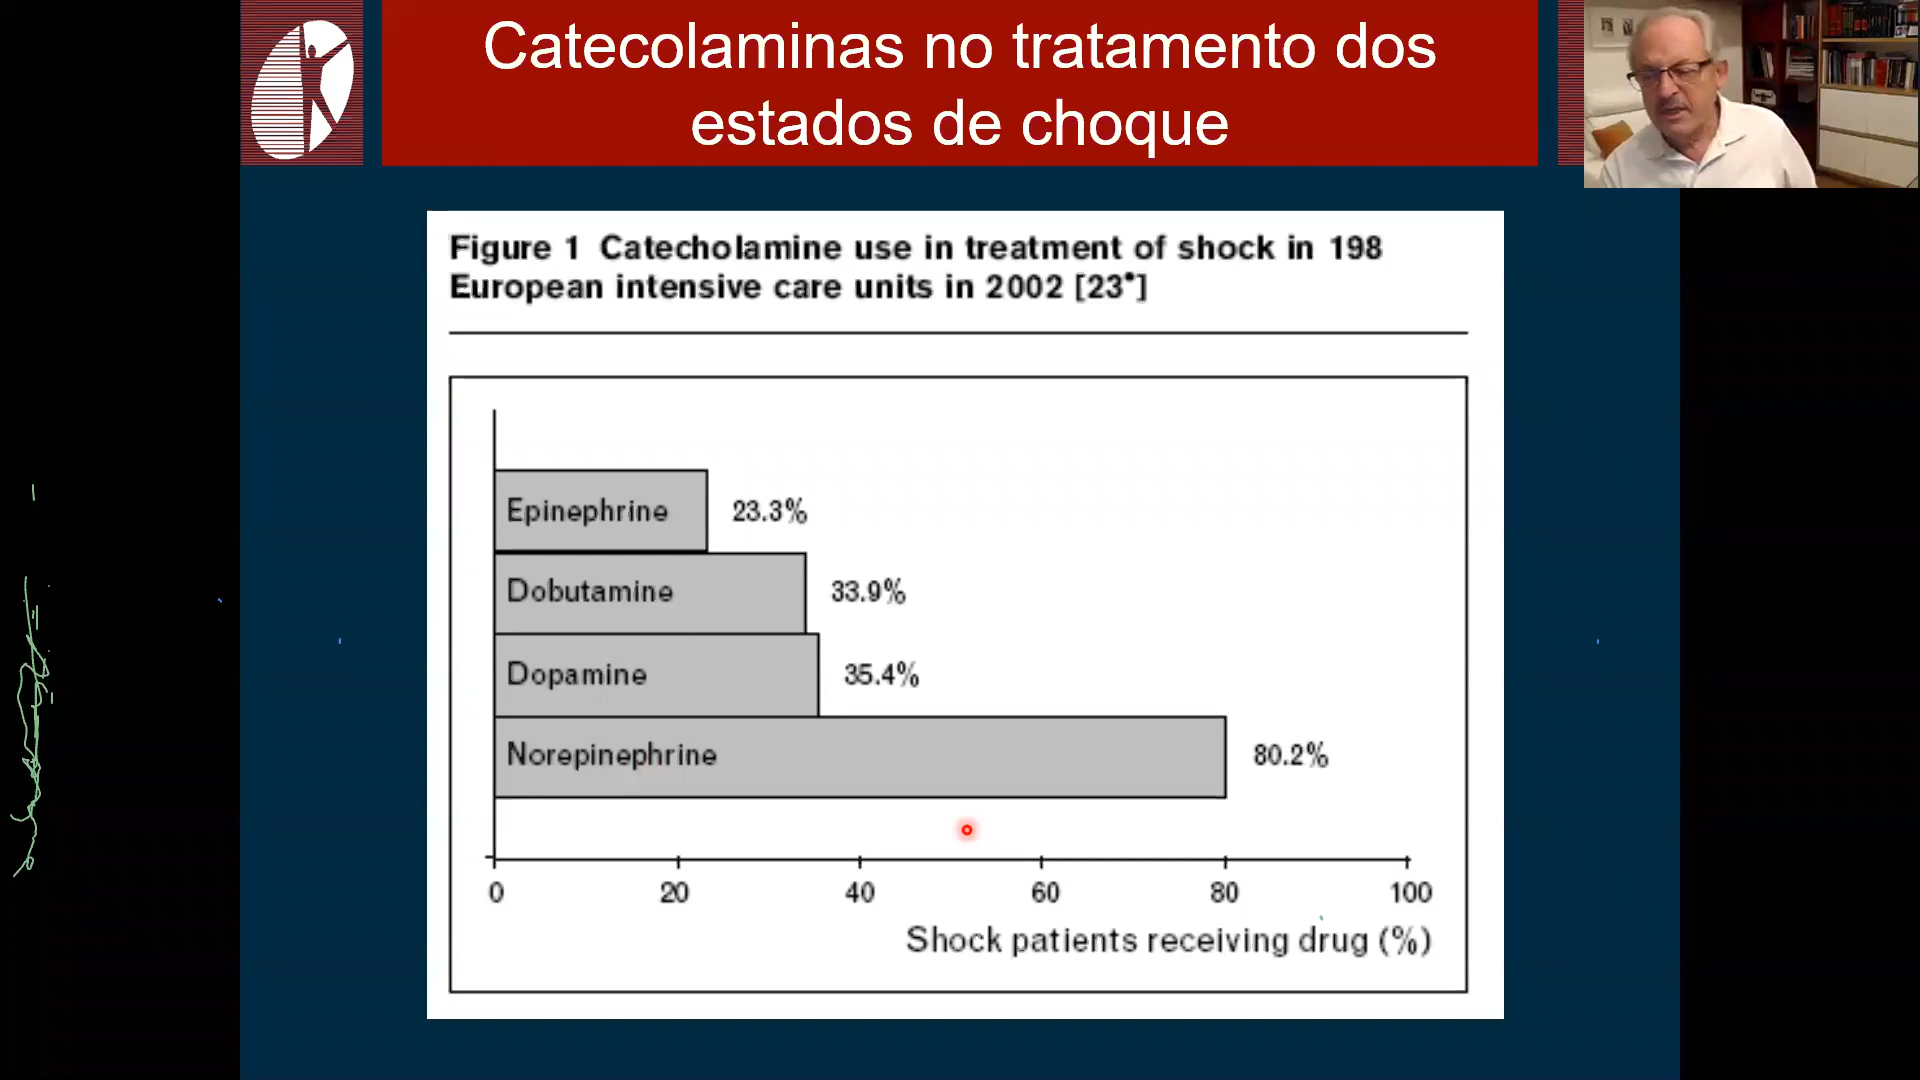 Catecolaminas no tratamento dos
estados de choque
Figure 1 Catecholamine use in treatment of shock in 198
European intensive care units in 2002 [23•]
Epinephrine 23.3%
Dobutamine 33.9%
Dopamine 35.4%
Norepinephrine 80.2%
0 20 40 60 80 100
Shock patients receiving drug (%)